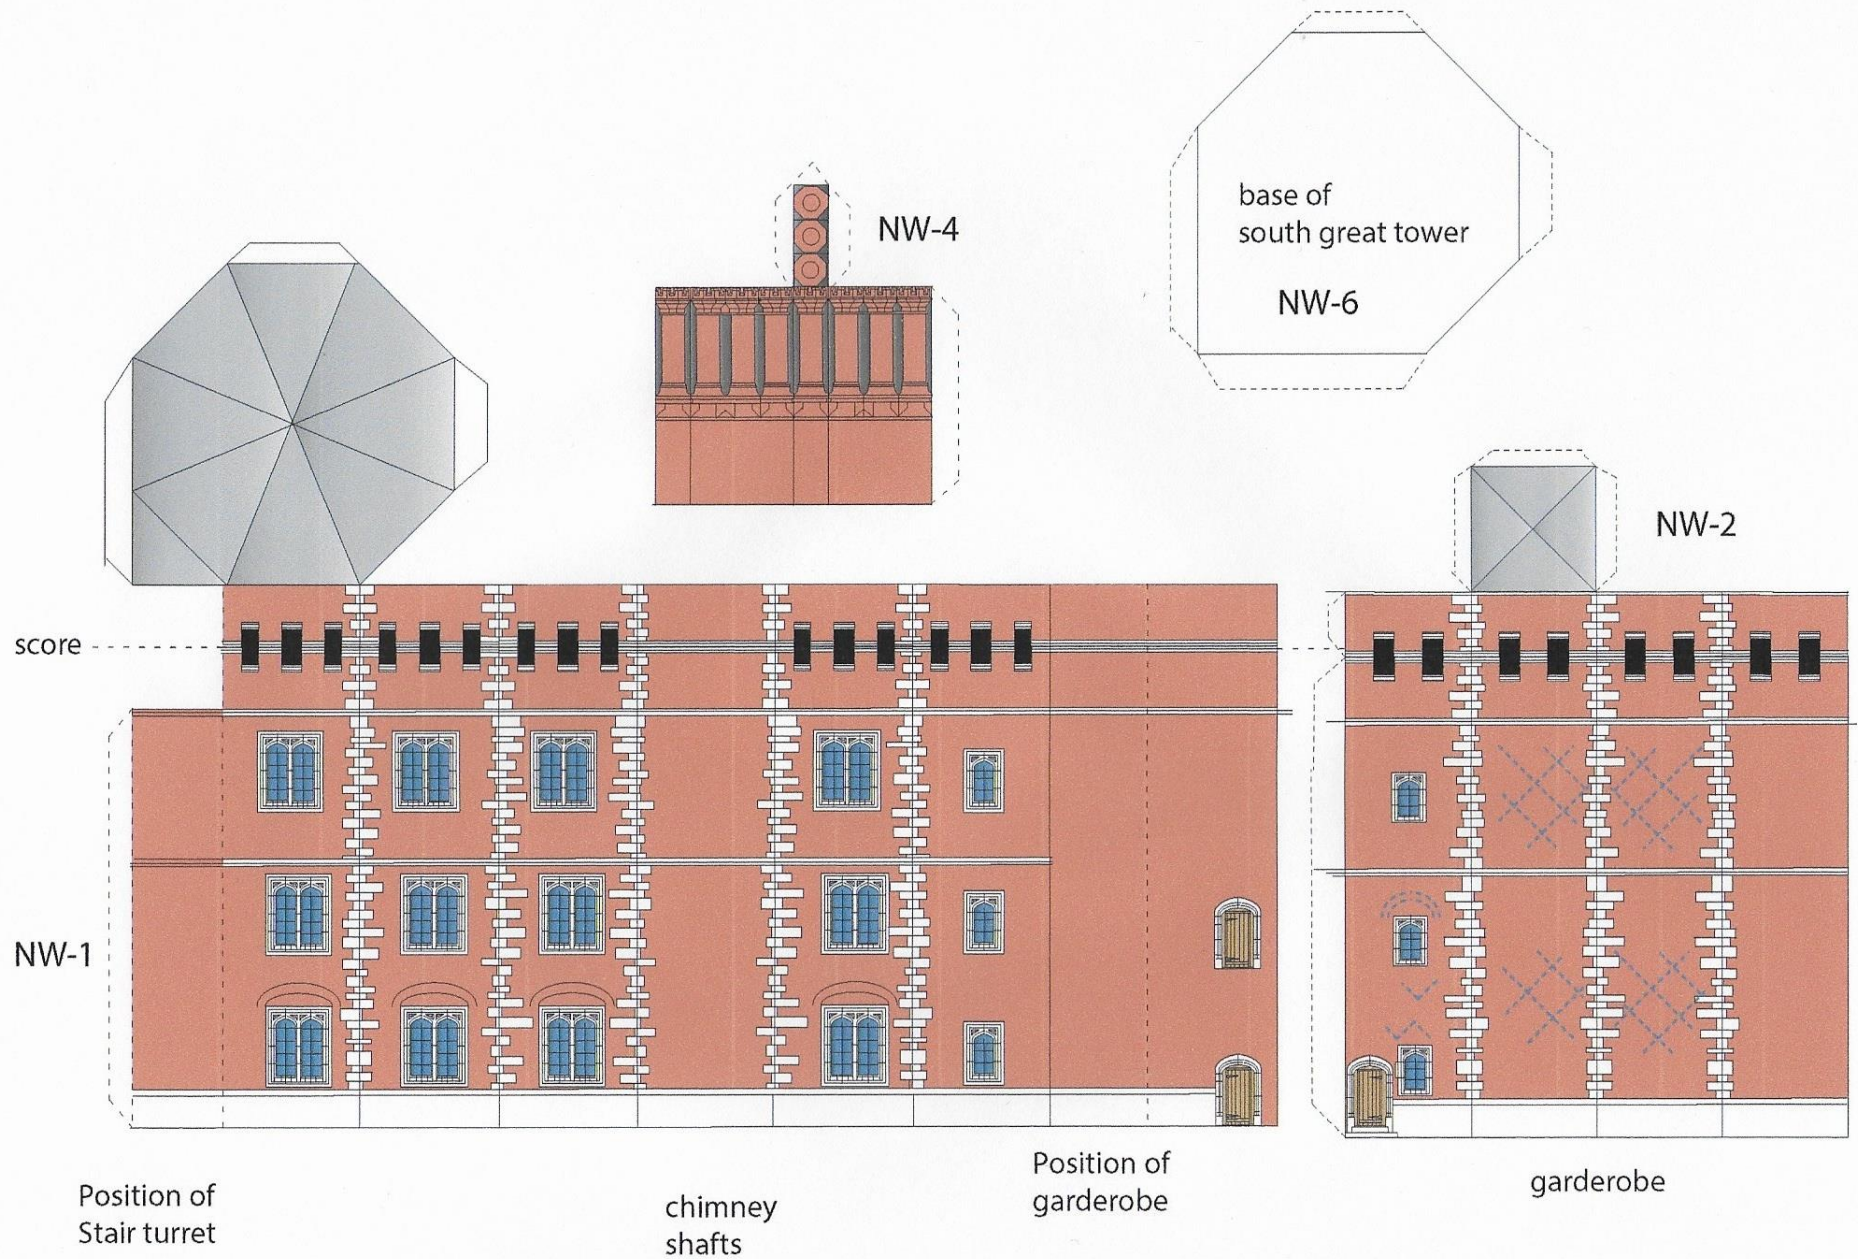 NW-4
base of
south great tower
NW-6
NW-2
score
NW-1
Position of
Stair turret
chimney
shafts
Position of
garderobe
garderobe